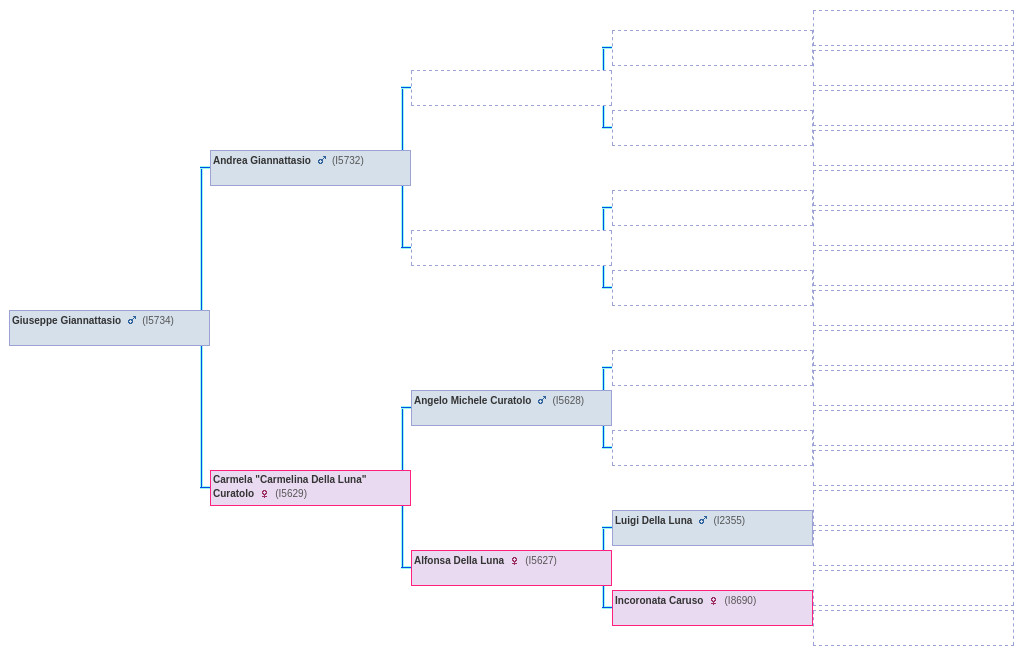 Andrea Giannattasio ♂ (I5732)
Giuseppe Giannattasio ♂ (I5734)
Angelo Michele Curatolo ♂ (I5628)
Carmela "Carmelina Della Luna"
Curatolo ♀ (I5629)
Luigi Della Luna ♂ (I2355)
Alfonsa Della Luna ♀ (I5627)
Incoronata Caruso ♀ (I8690)